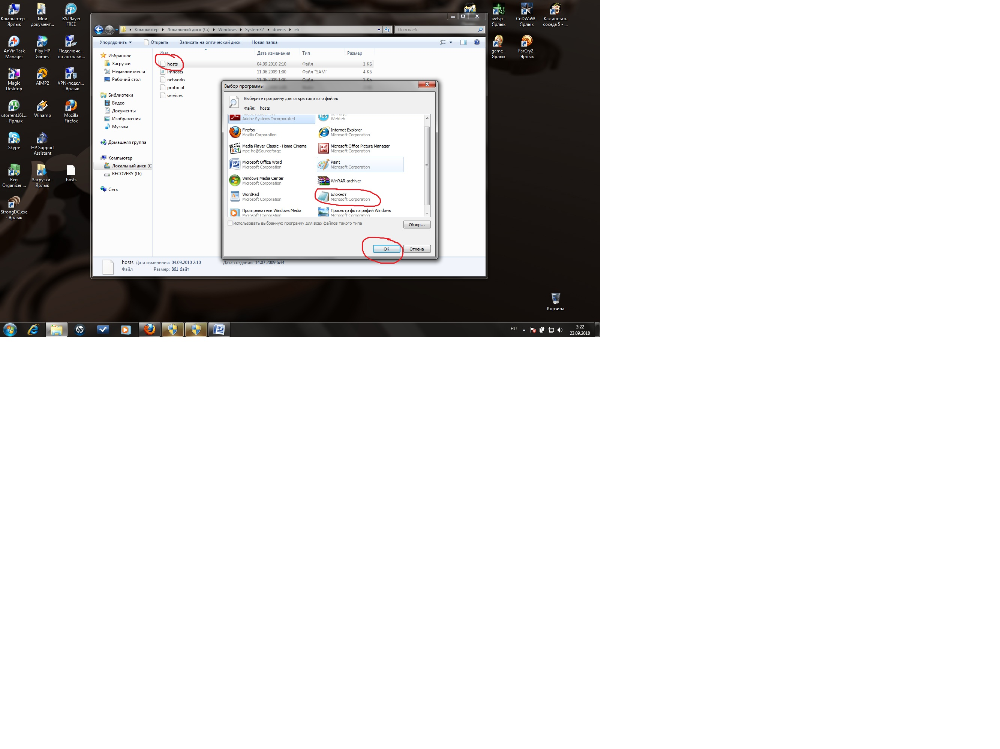 Компьютер -
Ярлык
Мои
документ...
BS.Player
FREE
AnVir Task
Manager
Play HP
Games
Подключе...
по локальн...
Magic
Desktop
AIMP2
VPN-подкл...
- Ярлык
utorrent161...
- Ярлык
Winamp
Mozilla
Firefox
Skype
HP Support
Assistant
Reg
Organizer ...
Загрузки -
Ярлык
hosts
StrongDC.exe
- Ярлык
Компьютер
Локальный диск (C:)
Windows
System32
drivers
etc
Поиск: etc
Упорядочить
Открыть
Записать на оптический диск
Новая папка
Избранное
Загрузки
Недавние места
Рабочий стол
Библиотеки
Видео
Документы
Изображения
Музыка
Домашняя группа
Компьютер
Локальный диск (C
RECOVERY (D:)
Сеть
Имя
Дата изменения
Тип
Размер
hosts 04.09.2010 2:10 Файл 1 КБ
lmhosts 11.06.2009 1:00 Файл "SAM" 4 КБ
networks 11.06.2009 1:00 Файл 1 КБ
protocol
services
Выбор программы
Выберите программу для открытия этого файла:
Файл: hosts
Adobe Systems Incorporated
Webteh
Firefox
Mozilla Corporation
Internet Explorer
Microsoft Corporation
Media Player Classic - Home Cinema
mpc-hc@Sourceforge
Microsoft Office Picture Manager
Microsoft Corporation
Microsoft Office Word
Microsoft Corporation
Paint
Microsoft Corporation
Windows Media Center
Microsoft Corporation
WinRAR archiver
WordPad
Microsoft Corporation
Блокнот
Microsoft Corporation
Проигрыватель Windows Media
Microsoft Corporation
Просмотр фотографий Windows
Microsoft Corporation
Использовать выбранную программу для всех файлов такого типа
Обзор...
OK
Отмена
hosts Дата изменения: 04.09.2010 2:10 Дата создания: 14.07.2009 6:34
Файл Размер: 861 байт
iw3sp -
Ярлык
CoDWaW -
Ярлык
Как достать
соседа 5 - ...
game -
Ярлык
FarCry2 -
Ярлык
Корзина
RU
3:22
23.09.2010